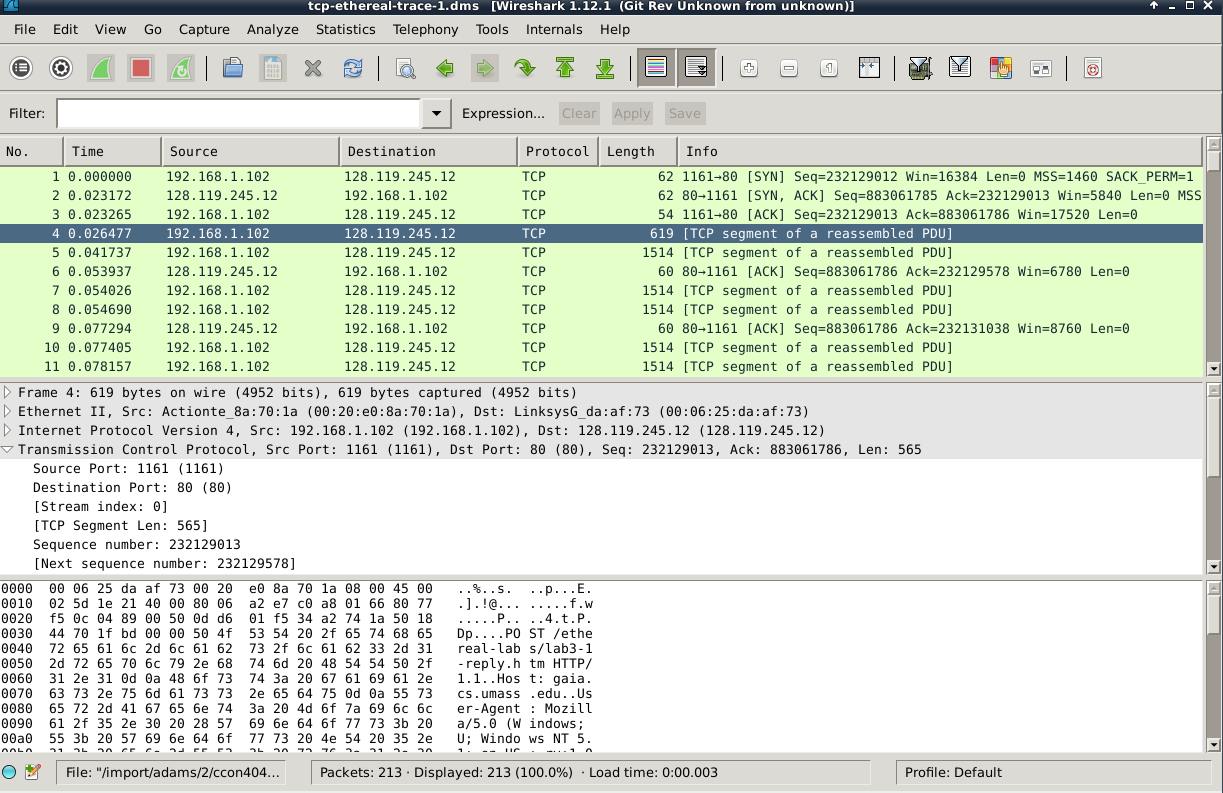 tcp-ethereal-trace-1.dms [Wireshark 1.12.1 (Git Rev Unknown from unknown)]
File Edit View Go Capture Analyze Statistics Telephony Tools Internals Help
Filter: Expression... Clear Apply Save
No. Time Source Destination Protocol Length Info
1 0.000000 192.168.1.102 128.119.245.12 TCP 62 1161→80 [SYN] Seq=232129012 Win=16384 Len=0 MSS=1460 SACK_PERM=1
2 0.023172 128.119.245.12 192.168.1.102 TCP 62 80→1161 [SYN, ACK] Seq=883061785 Ack=232129013 Win=5840 Len=0 MSS
3 0.023265 192.168.1.102 128.119.245.12 TCP 54 1161→80 [ACK] Seq=232129013 Ack=883061786 Win=17520 Len=0
4 0.026477 192.168.1.102 128.119.245.12 TCP 619 [TCP segment of a reassembled PDU]
5 0.041737 192.168.1.102 128.119.245.12 TCP 1514 [TCP segment of a reassembled PDU]
6 0.053937 128.119.245.12 192.168.1.102 TCP 60 80→1161 [ACK] Seq=883061786 Ack=232129578 Win=6780 Len=0
7 0.054026 192.168.1.102 128.119.245.12 TCP 1514 [TCP segment of a reassembled PDU]
8 0.054690 192.168.1.102 128.119.245.12 TCP 1514 [TCP segment of a reassembled PDU]
9 0.077294 128.119.245.12 192.168.1.102 TCP 60 80→1161 [ACK] Seq=883061786 Ack=232131038 Win=8760 Len=0
10 0.077405 192.168.1.102 128.119.245.12 TCP 1514 [TCP segment of a reassembled PDU]
11 0.078157 192.168.1.102 128.119.245.12 TCP 1514 [TCP segment of a reassembled PDU]
Frame 4: 619 bytes on wire (4952 bits), 619 bytes captured (4952 bits)
Ethernet II, Src: Actionte_8a:70:1a (00:20:e0:8a:70:1a), Dst: LinksysG_da:af:73 (00:06:25:da:af:73)
Internet Protocol Version 4, Src: 192.168.1.102 (192.168.1.102), Dst: 128.119.245.12 (128.119.245.12)
Transmission Control Protocol, Src Port: 1161 (1161), Dst Port: 80 (80), Seq: 232129013, Ack: 883061786, Len: 565
Source Port: 1161 (1161)
Destination Port: 80 (80)
[Stream index: 0]
[TCP Segment Len: 565]
Sequence number: 232129013
[Next sequence number: 232129578]
0000 00 06 25 da af 73 00 20 e0 8a 70 1a 08 00 45 00 ..%..s. ..p...E.
0010 02 5d 1e 21 40 00 80 06 a2 e7 c0 a8 01 66 80 77 .].!@... .....f.w
0020 f5 0c 04 89 00 50 0d d6 01 f5 34 a2 74 1a 50 18 .....P.. ..4.t.P.
0030 44 70 1f bd 00 00 50 4f 53 54 20 2f 65 74 68 65 Dp....PO ST /ethe
0040 72 65 61 6c 2d 6c 61 62 73 2f 6c 61 62 33 2d 31 real-lab s/lab3-1
0050 2d 72 65 70 6c 79 2e 68 74 6d 20 48 54 54 50 2f -reply.h tm HTTP/
0060 31 2e 31 0d 0a 48 6f 73 74 3a 20 67 61 69 61 2e 1.1..Hos t: gaia.
0070 63 73 2e 75 6d 61 73 73 2e 65 64 75 0d 0a 55 73 cs.umass .edu..Us
0080 65 72 2d 41 67 65 6e 74 3a 20 4d 6f 7a 69 6c 6c er-Agent : Mozill
0090 61 2f 35 2e 30 20 28 57 69 6e 64 6f 77 73 3b 20 a/5.0 (W indows;
00a0 55 3b 20 57 69 6e 64 6f 77 73 20 4e 54 20 35 2e U; Windo ws NT 5.
File: "/import/adams/2/ccon404... Packets: 213 · Displayed: 213 (100.0%) · Load time: 0:00.003 Profile: Default